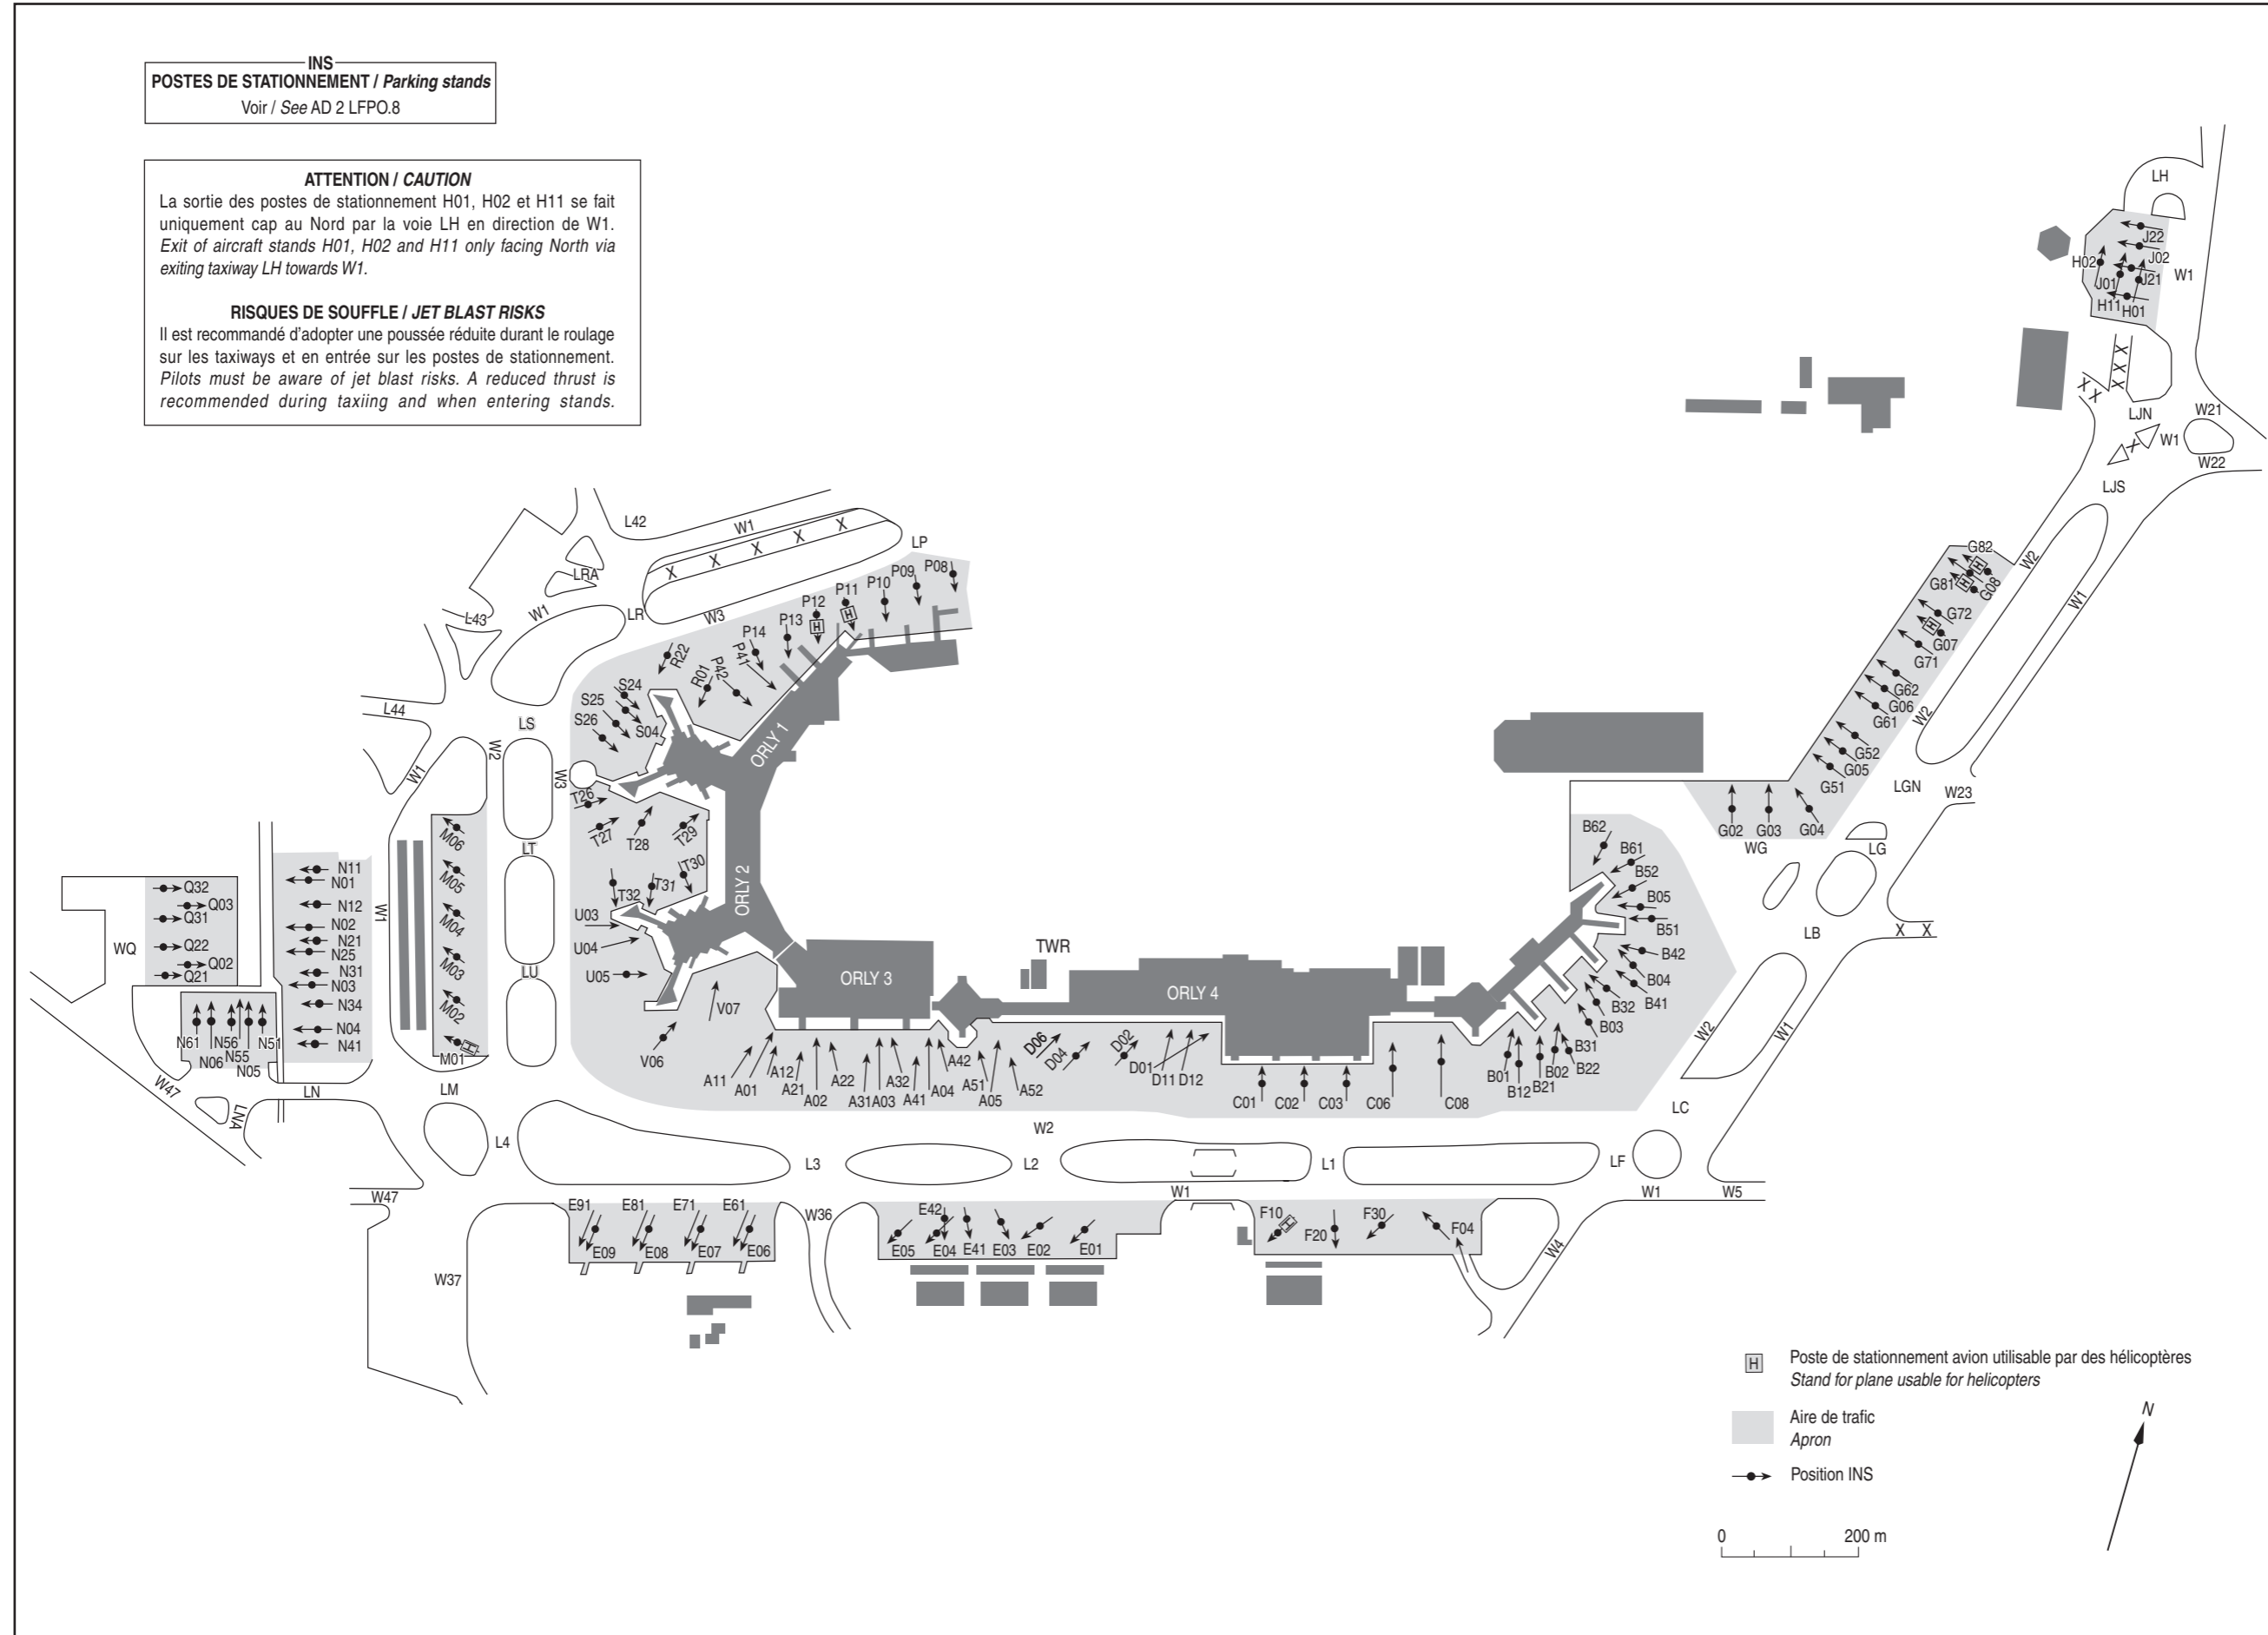 INS
POSTES DE STATIONNEMENT / Parking stands
Voir / See AD 2 LFPO.8
ATTENTION / CAUTION
La sortie des postes de stationnement H01, H02 et H11 se fait
uniquement cap au Nord par la voie LH en direction de W1.
Exit of aircraft stands H01, H02 and H11 only facing North via
exiting taxiway LH towards W1.
RISQUES DE SOUFFLE / JET BLAST RISKS
Il est recommandé d'adopter une poussée réduite durant le roulage
sur les taxiways et en entrée sur les postes de stationnement.
Pilots must be aware of jet blast risks. A reduced thrust is
recommended during taxiing and when entering stands.
LH
J22
H02
J02
W1
J01
J21
H11
H01
X
X
X
X
X
LJN
W21
X
W1
W22
LJS
L42
W1
X
X
X
X
X
LP
LRA
L43
W1
LR
W3
P12
P11
P10
P09
P08
P13
H
H
P14
P41
P42
R01
R22
G82
H
G81
H
G08
W2
G72
H
G07
G71
W1
G62
G06
G61
W2
G52
G05
G51
LGN
W23
L44
LS
S24
S25
S26
S04
W2
W1
W3
ORLY 1
T26
T27
T28
T29
T30
T31
T32
ORLY 2
LT
M06
M05
M04
M03
M02
M01
H
G02
G03
G04
WG
LG
B62
B61
B52
B05
B51
B42
B04
B41
B32
B03
B31
B22
B02
B21
B12
B01
LB
X X
N11
N01
N12
N02
N21
N25
N31
N03
N34
N04
N41
W1
Q32
Q03
Q31
Q22
Q02
Q21
WQ
N61
N06
N56
N55
N05
N51
U03
U04
U05
LU
V07
V06
ORLY 3
TWR
ORLY 4
W2
W1
A11
A01
A12
A21
A02
A22
A31
A03
A32
A41
A04
A42
A51
A05
A52
D06
D04
D02
D01
D11
D12
C01
C02
C03
C06
C08
W47
LNA
LN
LM
L4
W2
L3
L2
L1
LF
LC
W47
W1
W1
W5
W37
E91
E81
E71
E61
E09
E08
E07
E06
W36
E42
E05
E04
E41
E03
E02
E01
F10
H
F20
F30
F04
W4
H
Poste de stationnement avion utilisable par des hélicoptères
Stand for plane usable for helicopters
Aire de trafic
Apron
Position INS
N
0
200 m